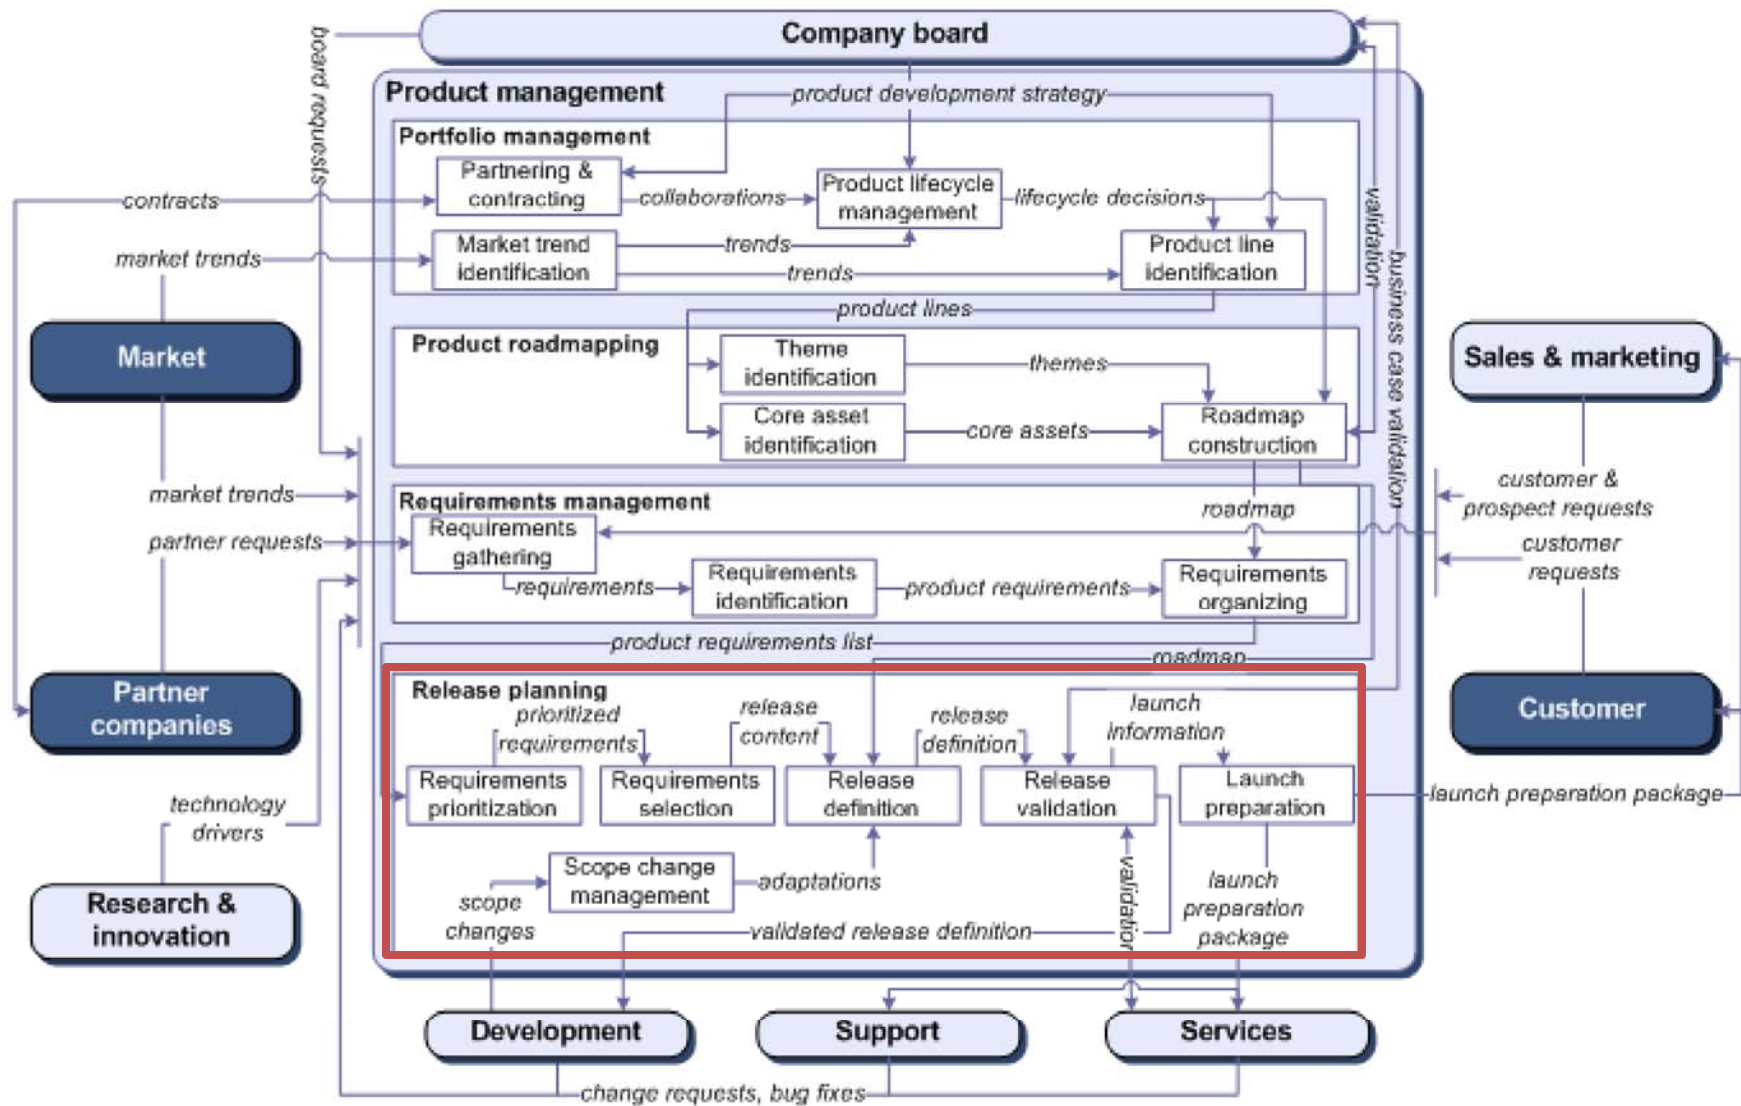 Company board
board requests
Product management
product development strategy
Portfolio management
Partnering &
contracting
collaborations
Product lifecycle
management
lifecycle decisions
contracts
Market trend
identification
trends
trends
Product line
identification
market trends
validation
business case validation
product lines
Market
Product roadmapping
Theme
identification
themes
Core asset
identification
core assets
Roadmap
construction
Sales & marketing
market trends
partner requests
Requirements management
Requirements
gathering
requirements
Requirements
identification
product requirements
roadmap
Requirements
organizing
customer &
prospect requests
customer
requests
product requirements list
roadmap
Partner
companies
Customer
Release planning
prioritized
requirements
release
content
release
definition
launch
information
Requirements
prioritization
Requirements
selection
Release
definition
Release
validation
Launch
preparation
launch preparation package
technology
drivers
Scope change
management
adaptations
scope
changes
validated release definition
validation
launch
preparation
package
Research &
innovation
Development
Support
Services
change requests, bug fixes